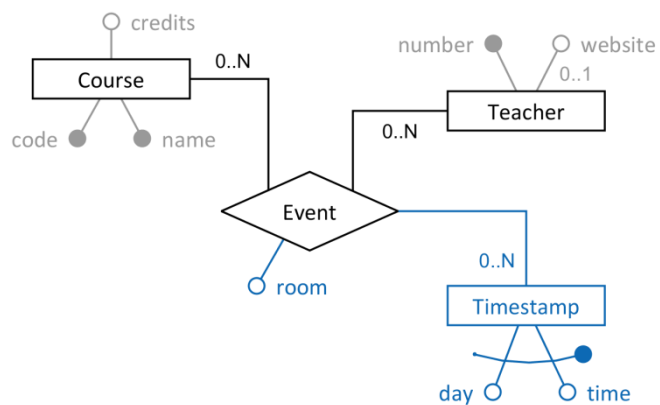 credits
Course
0..N
code
name
number
website
0..1
Teacher
0..N
Event
room
0..N
Timestamp
day
time